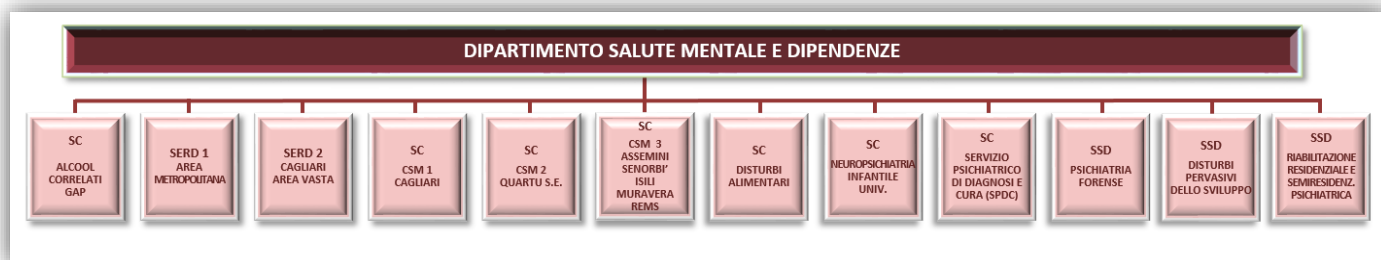 DIPARTIMENTO SALUTE MENTALE E DIPENDENZE
SC
ALCOOL
CORRELATI
GAP
SERD 1
AREA
METROPOLITANA
SERD 2
CAGLIARI
AREA VASTA
SC
CSM 1
CAGLIARI
SC
CSM 2
QUARTU S.E.
SC
CSM 3
ASSEMINI
SENORBI'
ISILI
MURAVERA
REMS
SC
DISTURBI
ALIMENTARI
SC
NEUROPSICHIATRIA
INFANTILE
UNIV.
SC
SERVIZIO
PSICHIATRICO
DI DIAGNOSI E
CURA (SPDC)
SSD
PSICHIATRIA
FORENSE
SSD
DISTURBI
PERVASIVI
DELLO SVILUPPO
SSD
RIABILITAZIONE
RESIDENZIALE E
SEMIRESIDENZ.
PSICHIATRICA